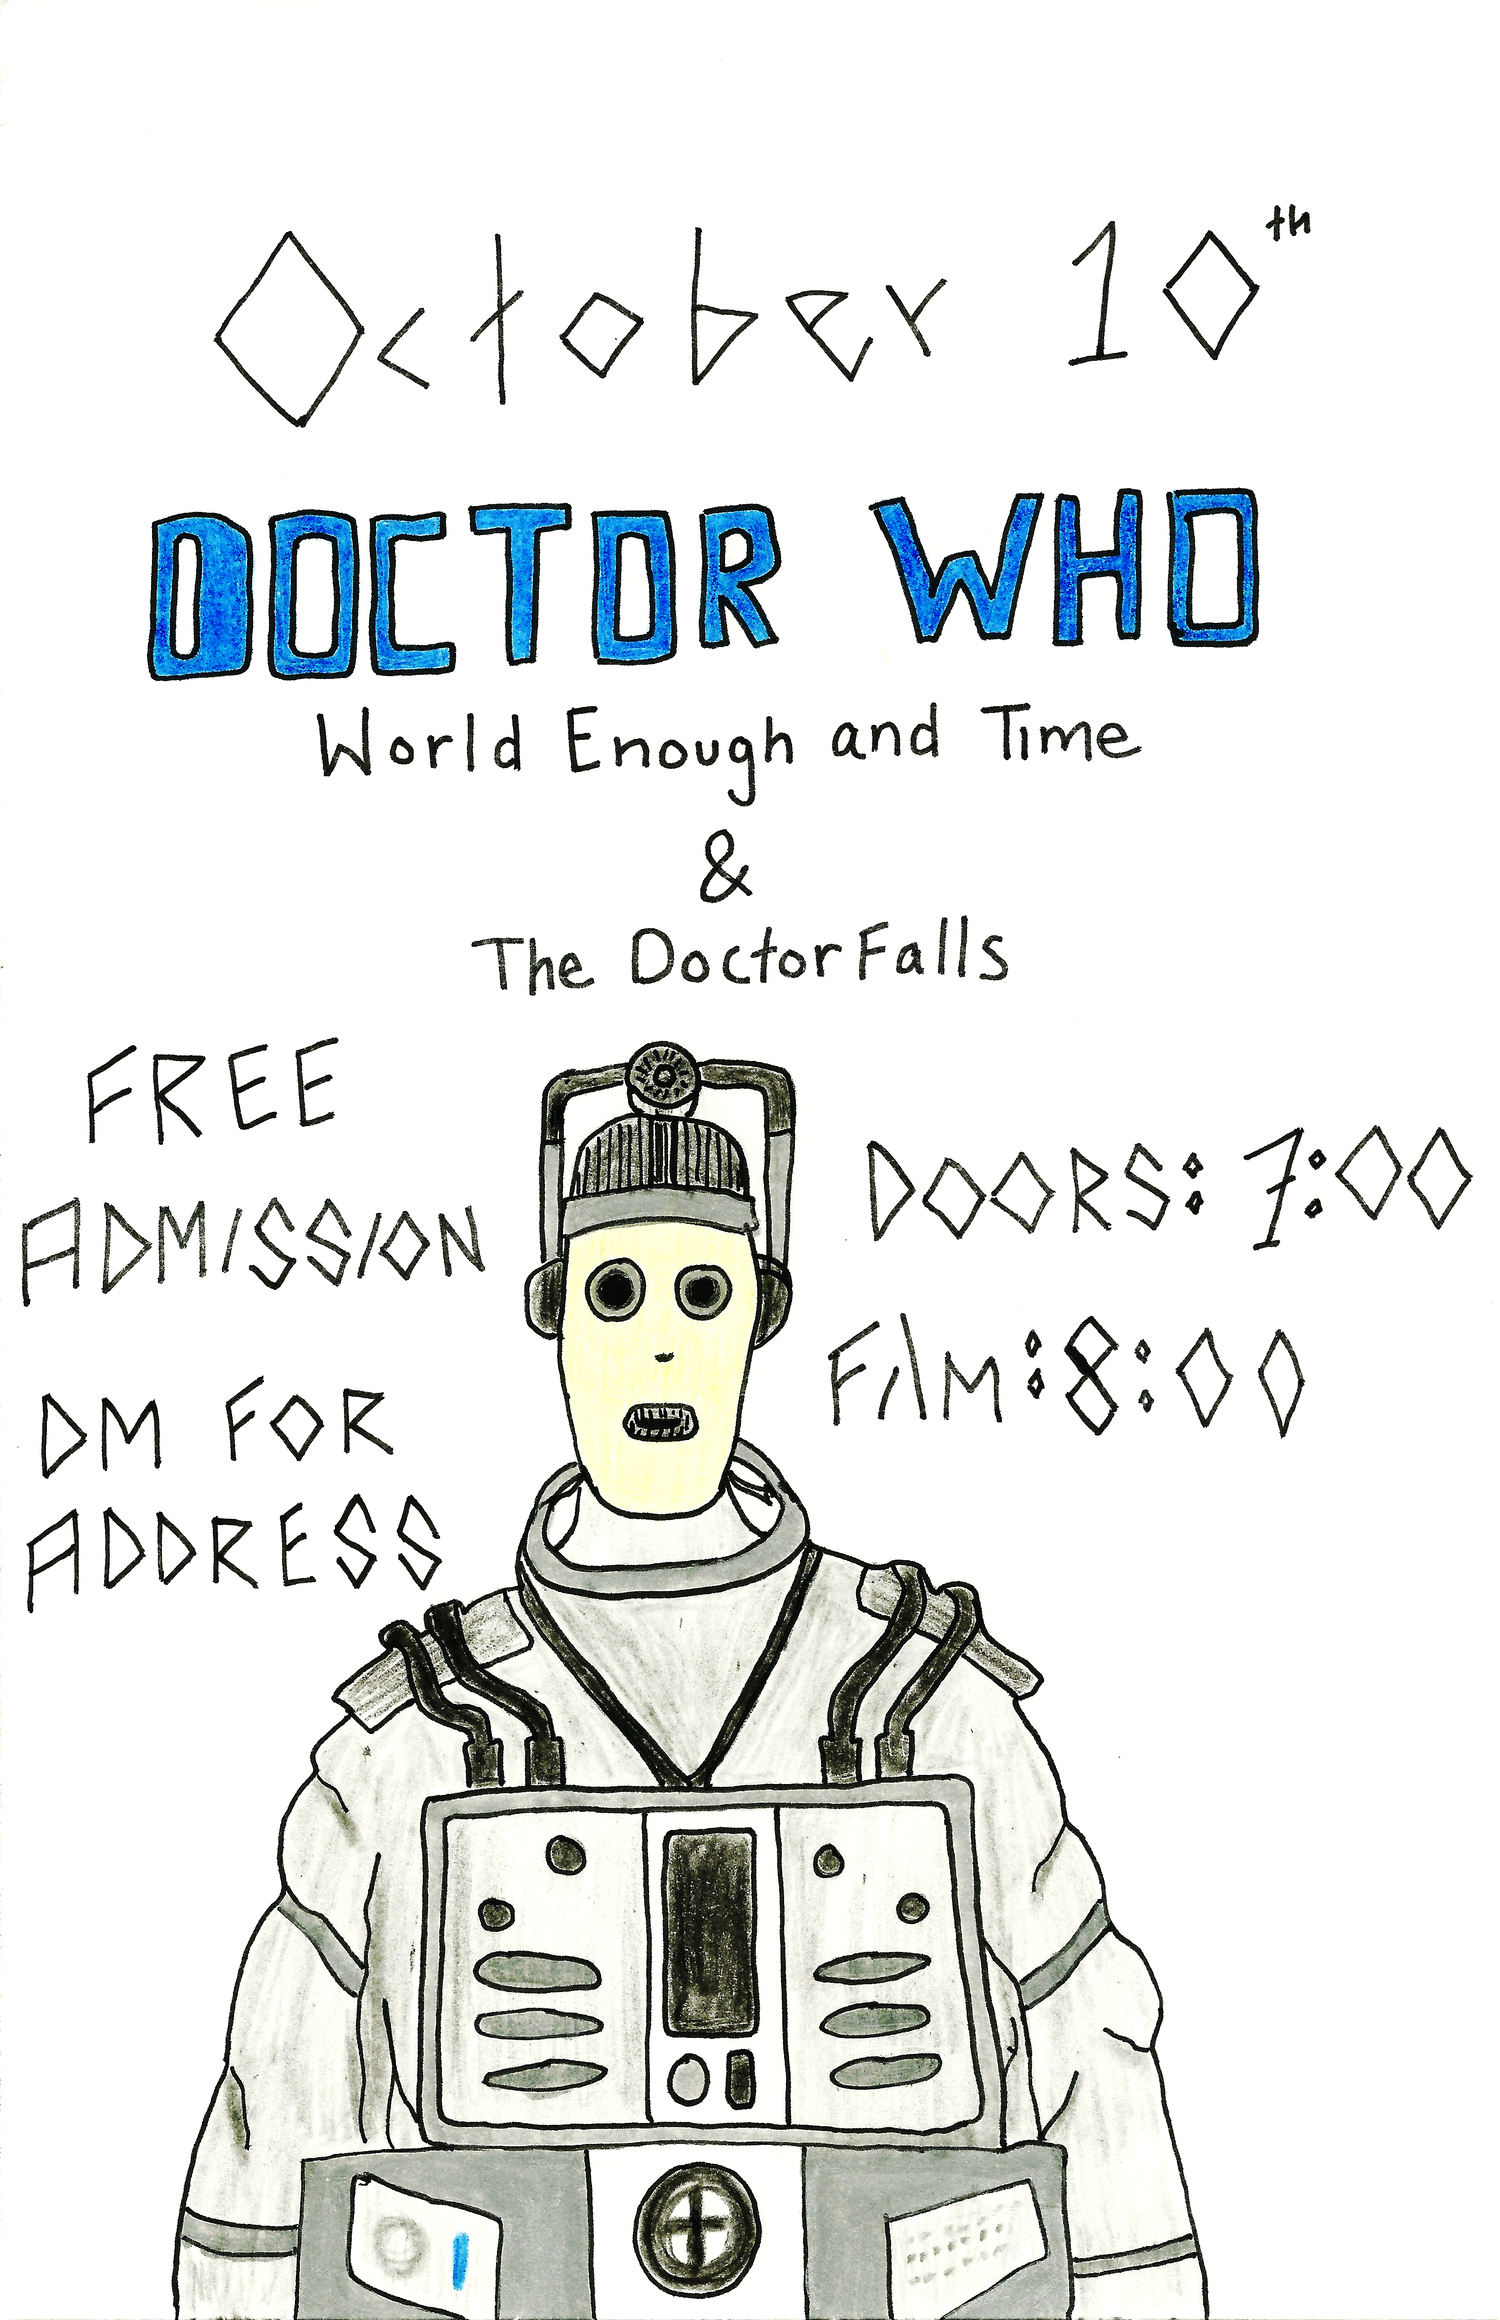 October 10th
DOCTOR WHO
World Enough and Time
&
The Doctor Falls
FREE
ADMISSION
DOORS: 7:00
FilM: 8:00
DM FOR
ADDRESS